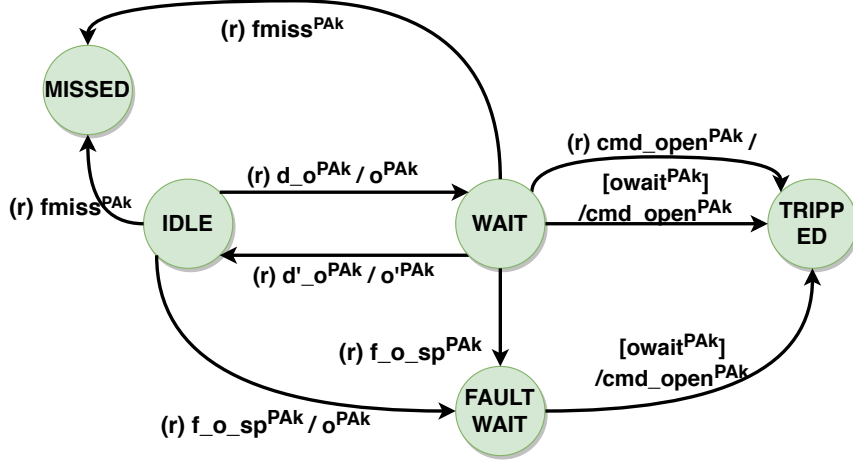 (r) fmiss^PAk
MISSED
(r) cmd_open^PAk /
(r) d_o^PAk / o^PAk
[owait^PAk]
/cmd_open^PAk
(r) fmiss^PAk
IDLE
WAIT
TRIPP
ED
(r) d'_o^PAk / o'^PAk
(r) f_o_sp^PAk
[owait^PAk]
/cmd_open^PAk
FAULT
WAIT
(r) f_o_sp^PAk / o^PAk